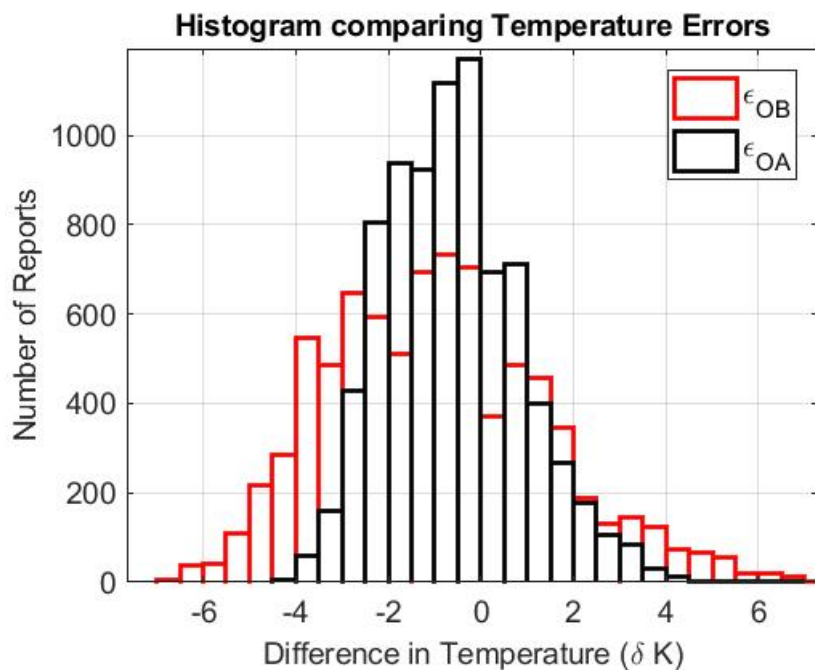 Histogram comparing Temperature Errors
ϵOB
ϵOA
Number of Reports
1000
800
600
400
200
0
-6 -4 -2 0 2 4 6
Difference in Temperature (δ K)